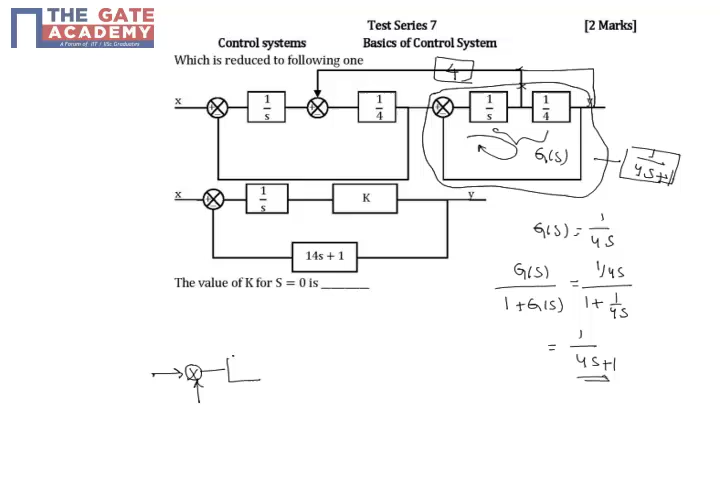 THE GATE
ACADEMY
A Forum of IIT / IISc Graduates
Test Series 7 [2 Marks]
Control systems Basics of Control System
Which is reduced to following one
4
x 1/s 1/4 1/s 1/4 y
G(s)
1/4s+1
x 1/s K y
14s + 1
The value of K for S = 0 is ________
G(s) = 1/4s
G(s)/1+G(s) = 1/4s/1+1/4s
= 1/4s+1